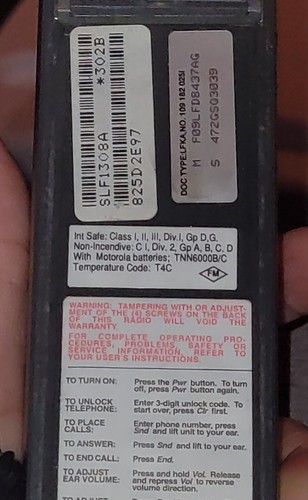 SLF1308A *302B
825D2E97
DOC TYPE:LFKA.NO. 109 182 025I
M F09LFD8437AG
S 472GSQ3039
Int Safe: Class I, II, III, Div.I, Gp D,G.
Non-Incendive: C I, Div. 2, Gp A, B, C, D
With Motorola batteries; TNN6000B/C
Temperature Code: T4C
FM
WARNING: TAMPERING WITH OR ADJUST-
MENT OF THE (4) SCREWS ON THE BACK
OF THIS RADIO WILL VOID THE
WARRANTY.
FOR COMPLETE OPERATING PRO-
CEDURES, PROBLEMS, SAFETY OR
SERVICE INFORMATION, REFER TO
YOUR USER'S INSTRUCTIONS.
TO TURN ON: Press the Pwr button. To turn
off, press Pwr button again.
TO UNLOCK Enter 3-digit unlock code. To
TELEPHONE: start over, press Clr first.
TO PLACE Enter phone number, press
CALLS: Snd and lift unit to your ear.
TO ANSWER: Press Snd and lift to ear.
TO END CALL: Press End.
TO ADJUST Press and hold Vol. Release
EAR VOLUME: and repress Vol to reverse
volume direction.